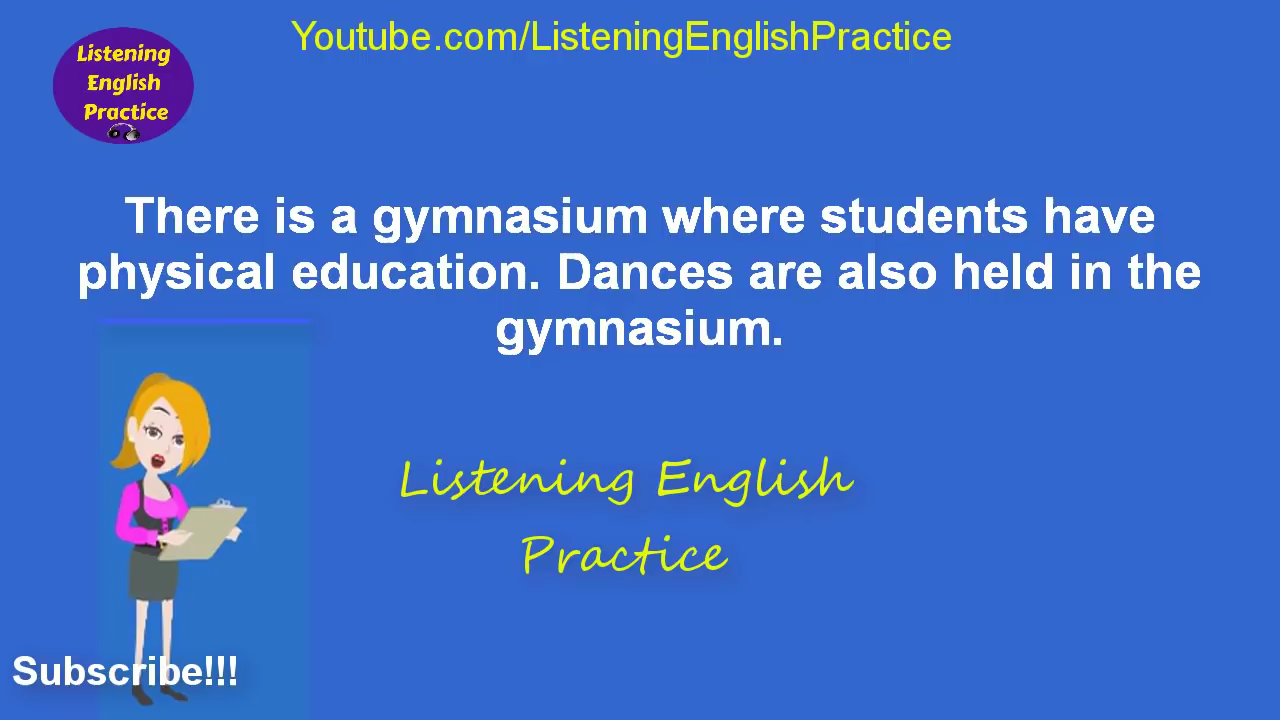 Youtube.com/ListeningEnglishPractice
Listening
English
Practice
There is a gymnasium where students have
physical education. Dances are also held in the
gymnasium.
Listening English
Practice
Subscribe!!!